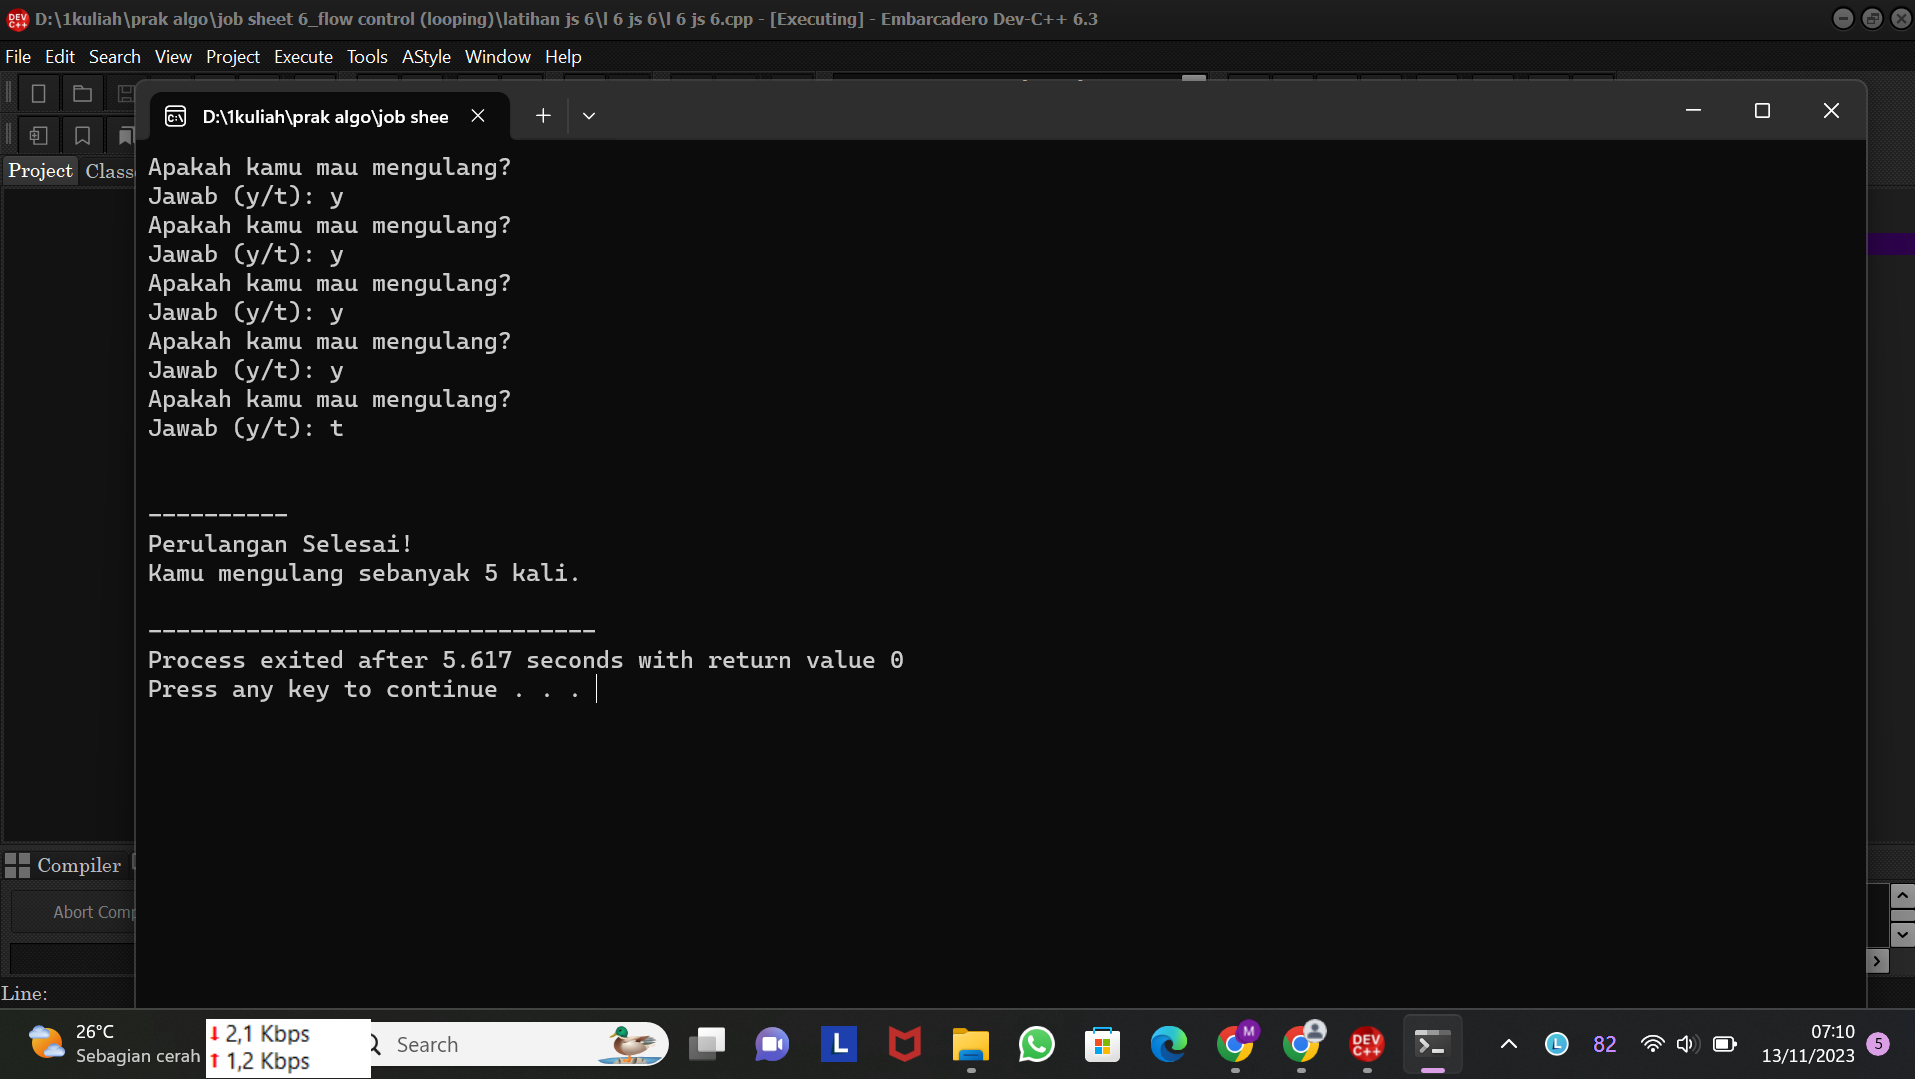 D:\1kuliah\prak algo\job sheet 6_flow control (looping)\latihan js 6\l 6 js 6\l 6 js 6.cpp - [Executing] - Embarcadero Dev-C++ 6.3
File Edit Search View Project Execute Tools AStyle Window Help
D:\1kuliah\prak algo\job shee
Project Classe
Apakah kamu mau mengulang?
Jawab (y/t): y
Apakah kamu mau mengulang?
Jawab (y/t): y
Apakah kamu mau mengulang?
Jawab (y/t): y
Apakah kamu mau mengulang?
Jawab (y/t): y
Apakah kamu mau mengulang?
Jawab (y/t): t
----------
Perulangan Selesai!
Kamu mengulang sebanyak 5 kali.
--------------------------------
Process exited after 5.617 seconds with return value 0
Press any key to continue . . .
Compiler
Abort Comp
Line:
26°C
Sebagian cerah
2,1 Kbps
1,2 Kbps
Search
L
M
DEV C++
L
82
07:10
13/11/2023
5